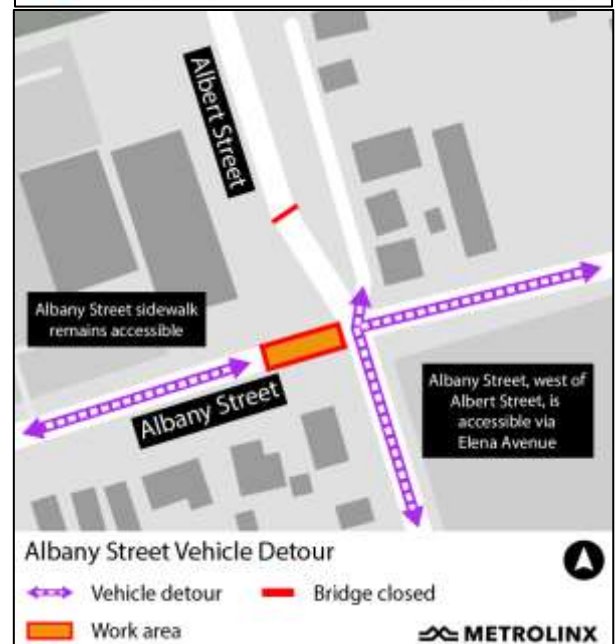 Albert Street
Albany Street sidewalk
remains accessible
Albany Street
Albany Street, west of
Albert Street, is
accessible via
Elena Avenue
Albany Street Vehicle Detour
Vehicle detour
Bridge closed
Work area
METROLINX